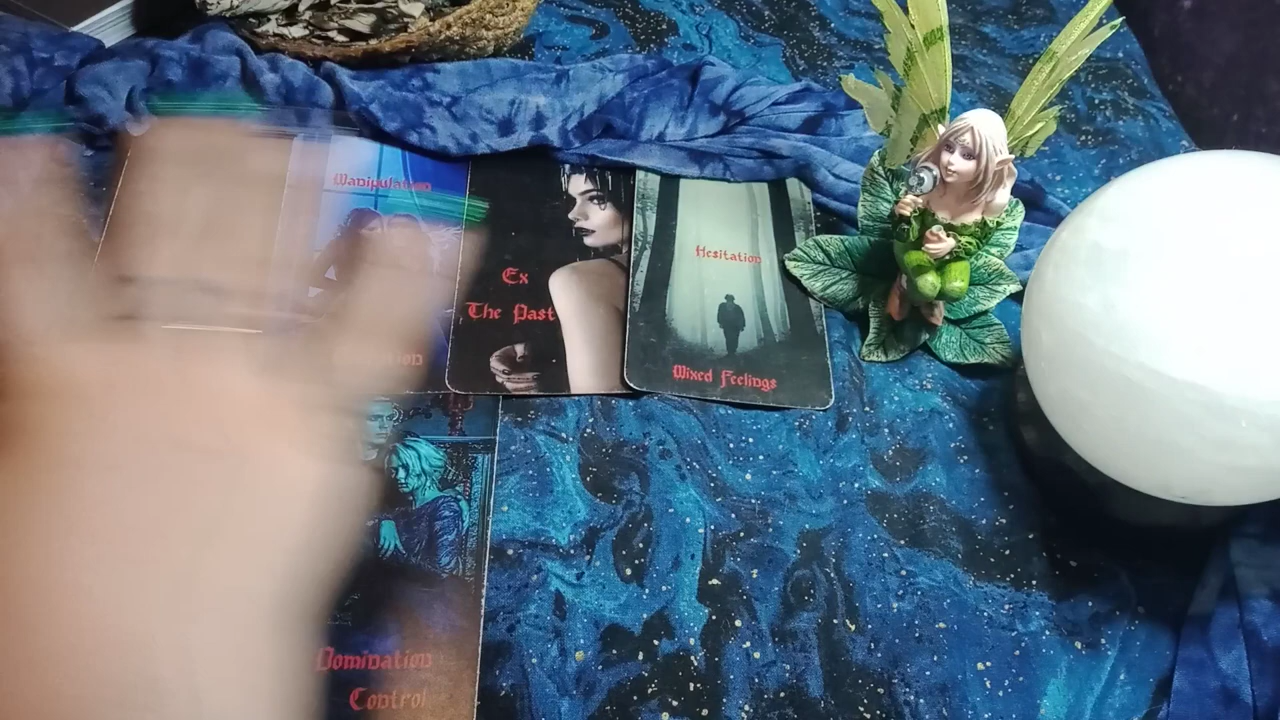 Manipulation
Ex
The Past
Hesitation
Mixed Feelings
Domination
Control